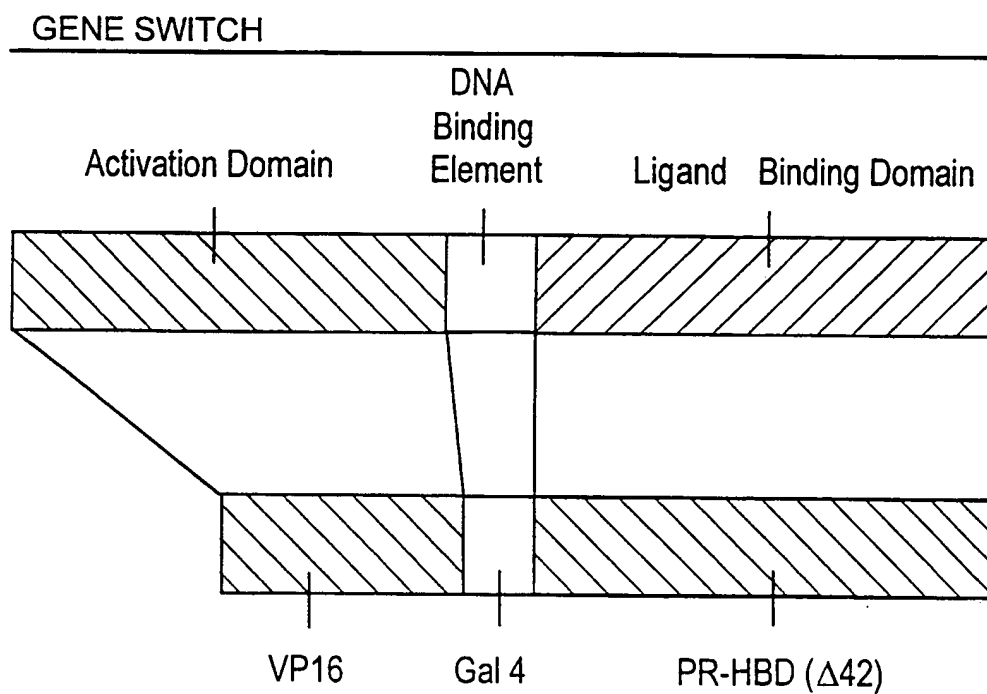 GENE SWITCH
DNA
Binding
Element
Activation Domain
Ligand Binding Domain
VP16
Gal 4
PR-HBD (Δ42)